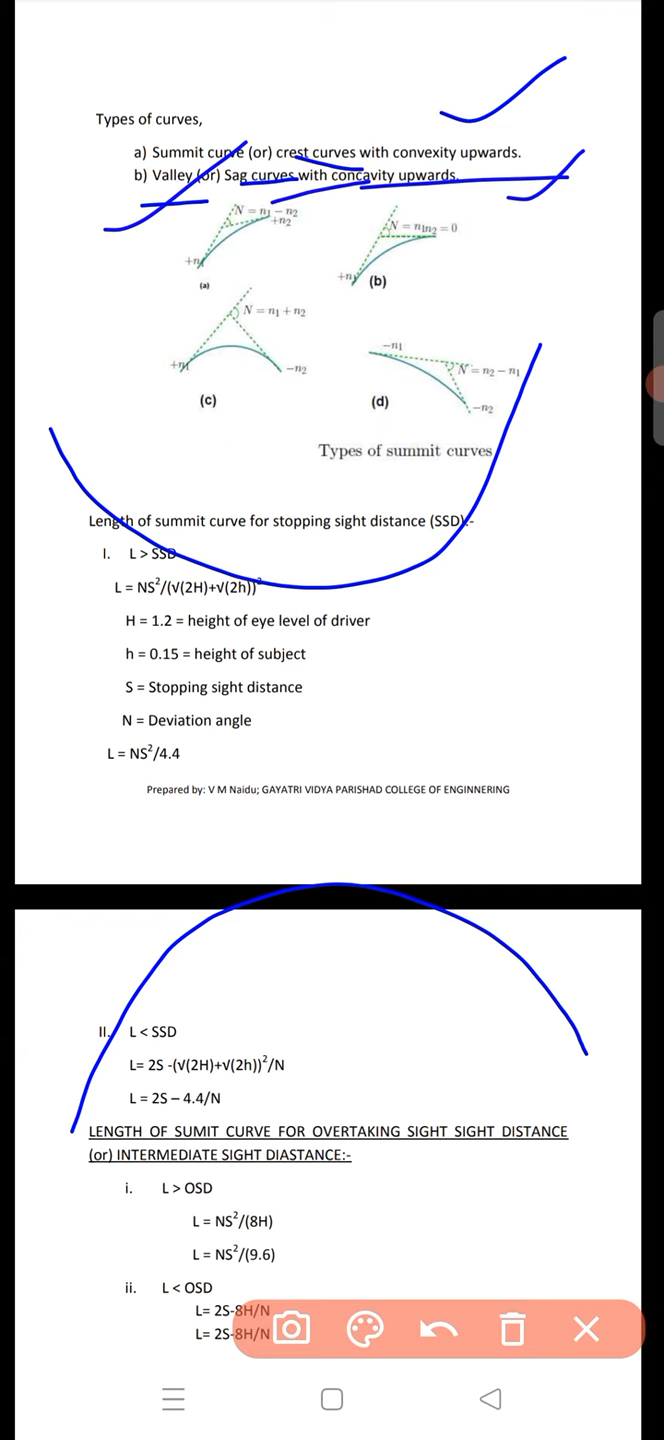 Types of curves,
a) Summit curve (or) crest curves with convexity upwards.
b) Valley (or) Sag curves with concavity upwards.
N = n₁ − n₂
+n₂
+n₁
(a)
N = n₁n₂ = 0
+n₁
(b)
N = n₁ + n₂
+n₁
−n₂
(c)
−n₁
N = n₂ − n₁
−n₂
(d)
Types of summit curves
Length of summit curve for stopping sight distance (SSD):-
I. L > SSD
L = NS²/(√(2H)+√(2h))²
H = 1.2 = height of eye level of driver
h = 0.15 = height of subject
S = Stopping sight distance
N = Deviation angle
L = NS²/4.4
Prepared by: V M Naidu; GAYATRI VIDYA PARISHAD COLLEGE OF ENGINNERING
II. L < SSD
L= 2S -(√(2H)+√(2h))²/N
L = 2S – 4.4/N
LENGTH OF SUMIT CURVE FOR OVERTAKING SIGHT SIGHT DISTANCE
(or) INTERMEDIATE SIGHT DIASTANCE:-
i. L > OSD
L = NS²/(8H)
L = NS²/(9.6)
ii. L < OSD
L= 2S-8H/N
L= 2S-8H/N